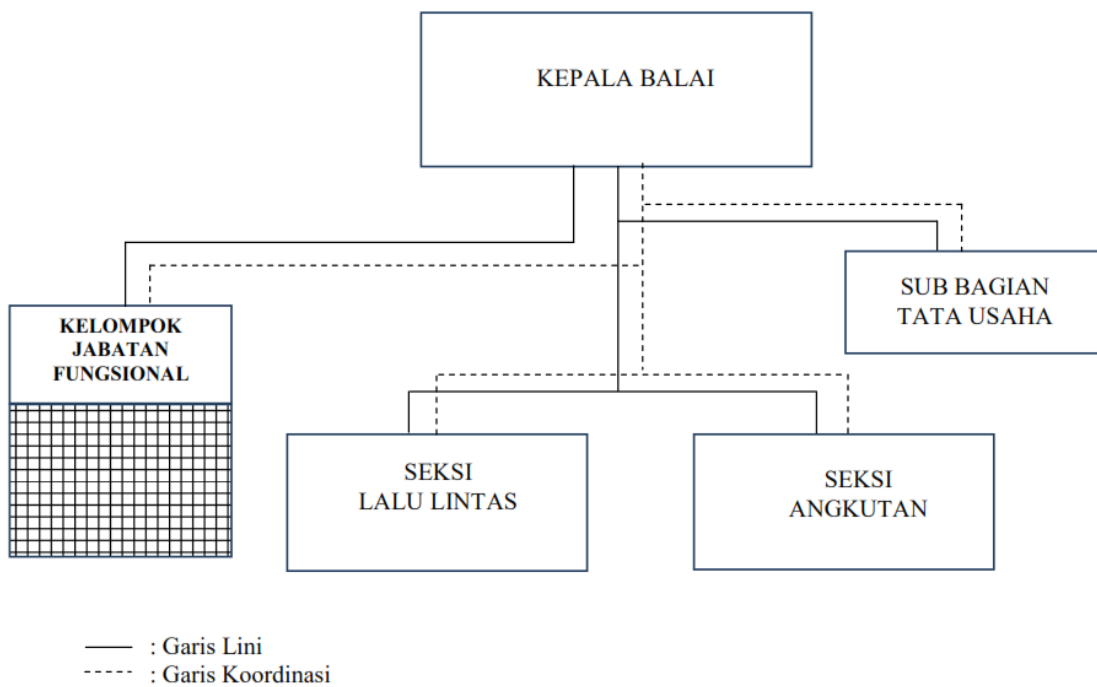 KEPALA BALAI
SUB BAGIAN
TATA USAHA
KELOMPOK
JABATAN
FUNGSIONAL
SEKSI
LALU LINTAS
SEKSI
ANGKUTAN
: Garis Lini
: Garis Koordinasi